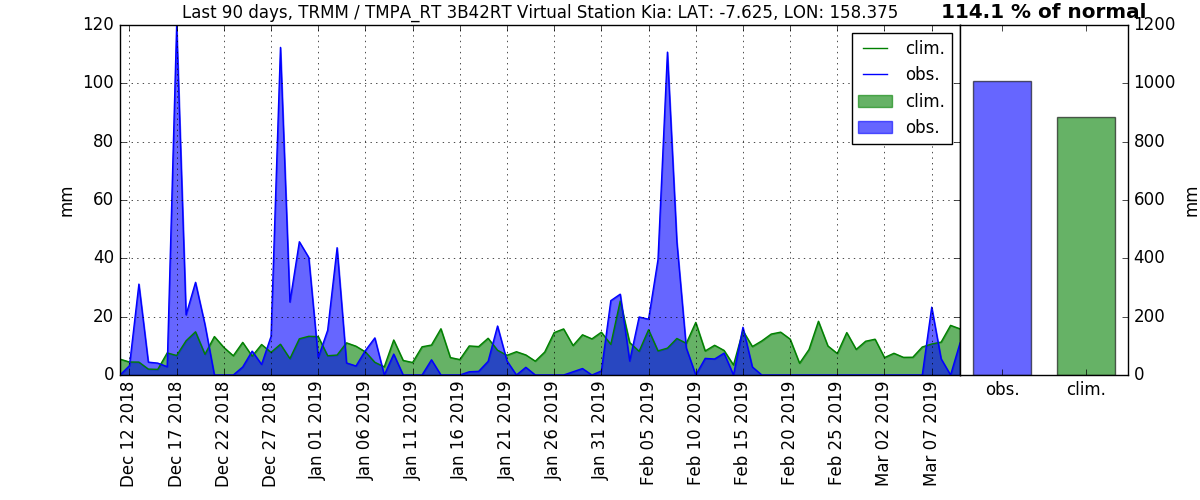 Last 90 days, TRMM / TMPA_RT 3B42RT Virtual Station Kia: LAT: -7.625, LON: 158.375
114.1 % of normal
120
100
80
60
40
20
0
mm
clim.
obs.
clim.
obs.
1200
1000
800
600
400
200
0
mm
Dec 12 2018
Dec 17 2018
Dec 22 2018
Dec 27 2018
Jan 01 2019
Jan 06 2019
Jan 11 2019
Jan 16 2019
Jan 21 2019
Jan 26 2019
Jan 31 2019
Feb 05 2019
Feb 10 2019
Feb 15 2019
Feb 20 2019
Feb 25 2019
Mar 02 2019
Mar 07 2019
obs.
clim.